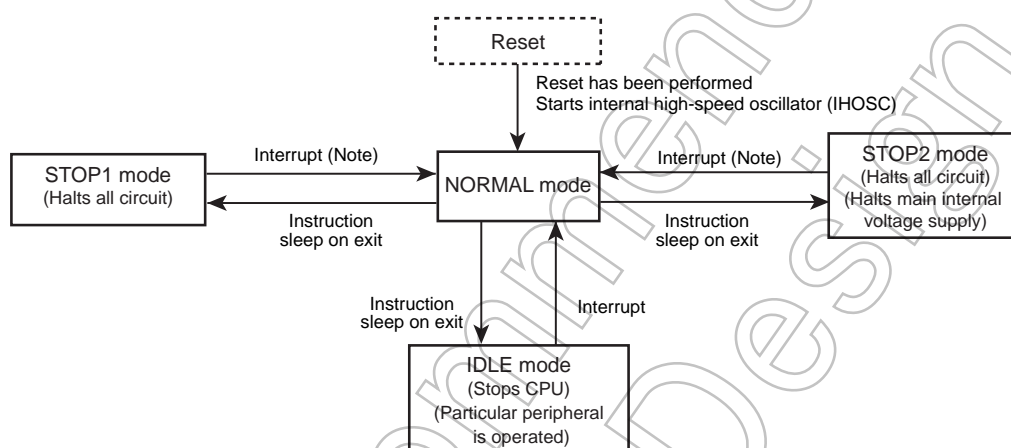 Reset
Reset has been performed
Starts internal high-speed oscillator (IHOSC)
STOP1 mode
(Halts all circuit)
Interrupt (Note)
Instruction
sleep on exit
NORMAL mode
Interrupt (Note)
Instruction
sleep on exit
STOP2 mode
(Halts all circuit)
(Halts main internal
voltage supply)
Instruction
sleep on exit
Interrupt
IDLE mode
(Stops CPU)
(Particular peripheral
is operated)
Design